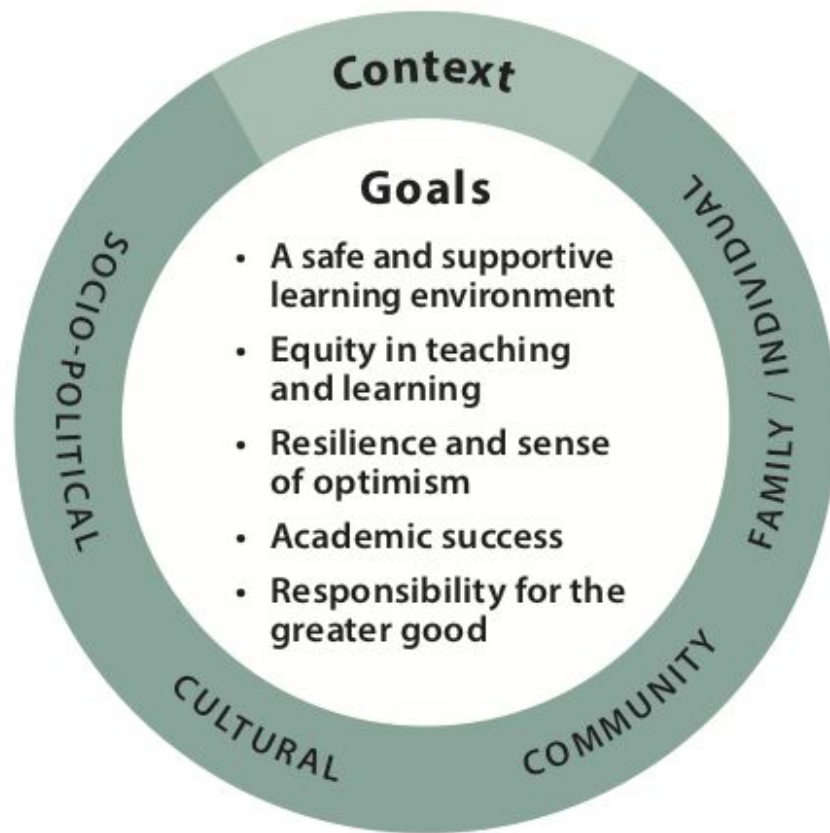 Context
Goals
• A safe and supportive
learning environment
• Equity in teaching
and learning
• Resilience and sense
of optimism
• Academic success
• Responsibility for the
greater good
SOCIO-POLITICAL
CULTURAL
COMMUNITY
FAMILY / INDIVIDUAL